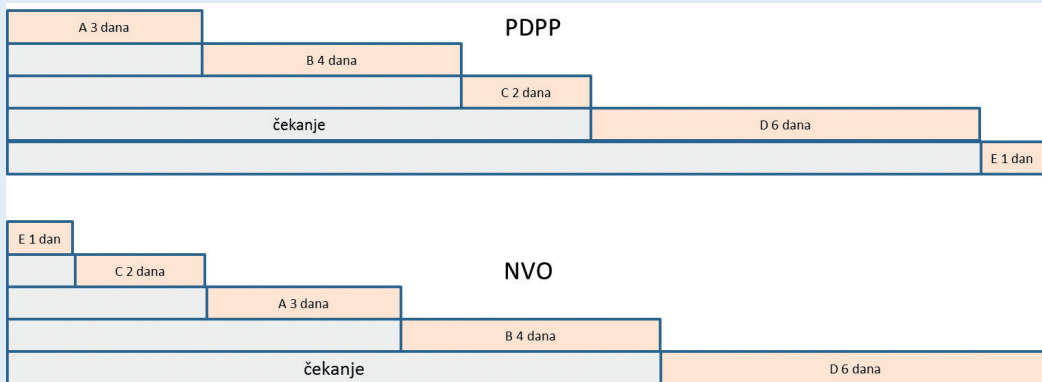 PDPP
A 3 dana
B 4 dana
C 2 dana
čekanje
D 6 dana
E 1 dan
E 1 dan
C 2 dana
NVO
A 3 dana
B 4 dana
čekanje
D 6 dana